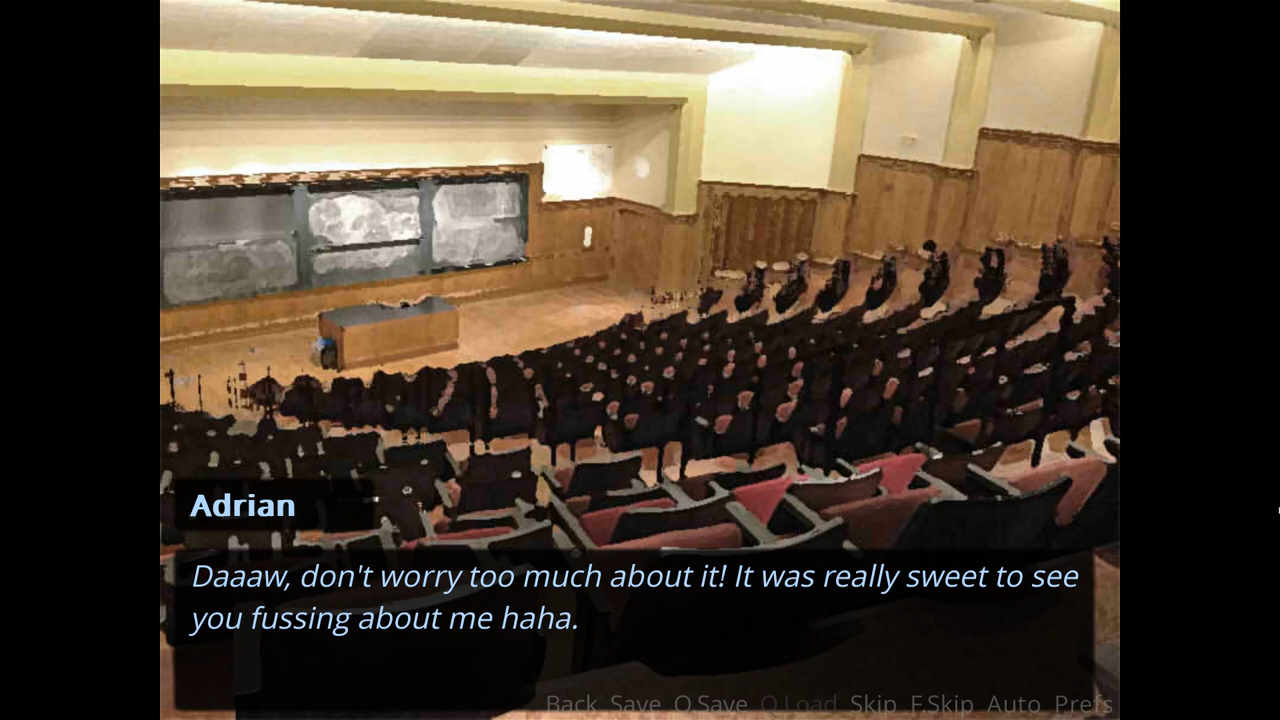 Adrian
Daaaw, don't worry too much about it! It was really sweet to see
you fussing about me haha.
Back Save Q.Save Q.Load Skip F.Skip Auto Prefs